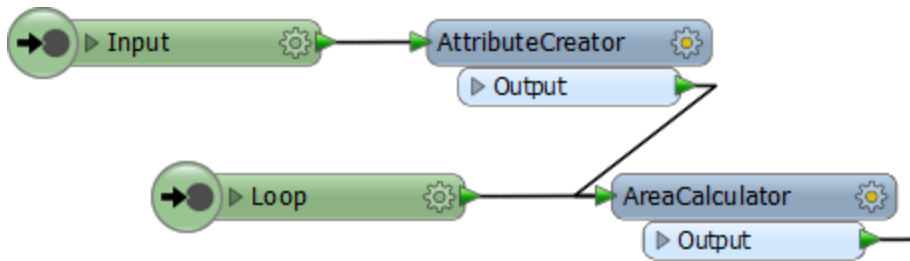 Input
AttributeCreator
Output
Loop
AreaCalculator
Output